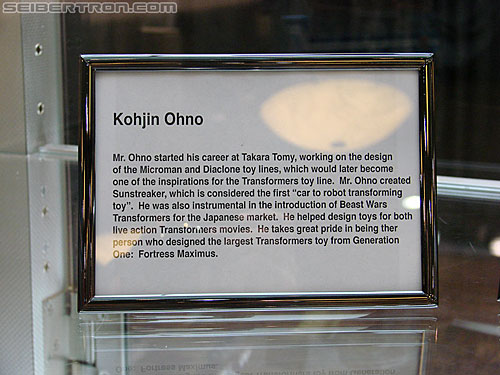 SEIBERTRON.COM
Kohjin Ohno
Mr. Ohno started his career at Takara Tomy, working on the design
of the Microman and Diaclone toy lines, which would later become
one of the inspirations for the Transformers toy line. Mr. Ohno created
Sunstreaker, which is considered the first “car to robot transforming
toy”. He was also instrumental in the introduction of Beast Wars
Transformers for the Japanese market. He helped design toys for both
live action Transformers movies. He takes great pride in being ther
person who designed the largest Transformers toy from Generation
One: Fortress Maximus.